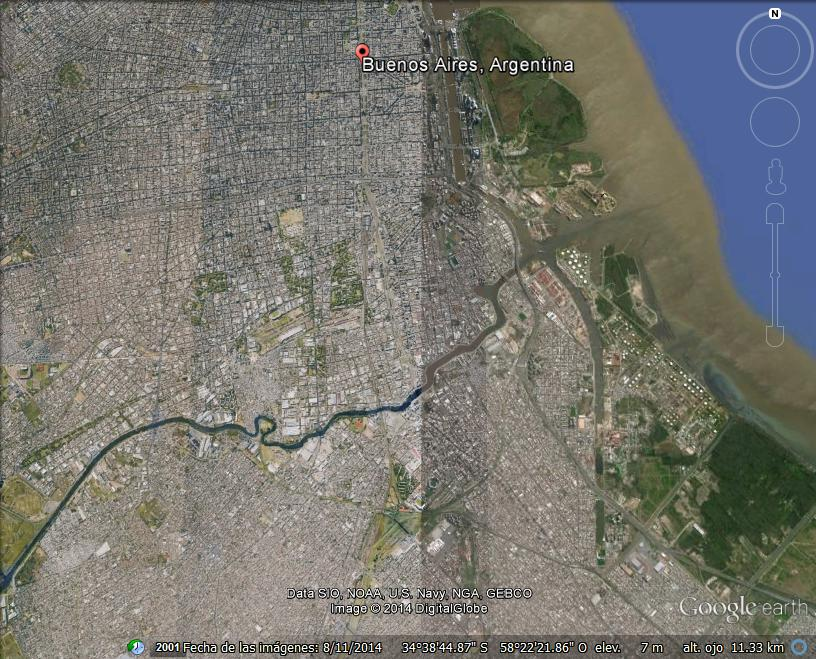 N
Buenos Aires, Argentina
Data SIO, NOAA, U.S. Navy, NGA, GEBCO
Image © 2014 DigitalGlobe
Google earth
2001 Fecha de las imágenes: 8/11/2014 34°38'44.87" S 58°22'21.86" O elev. 7 m alt. ojo 11.33 km